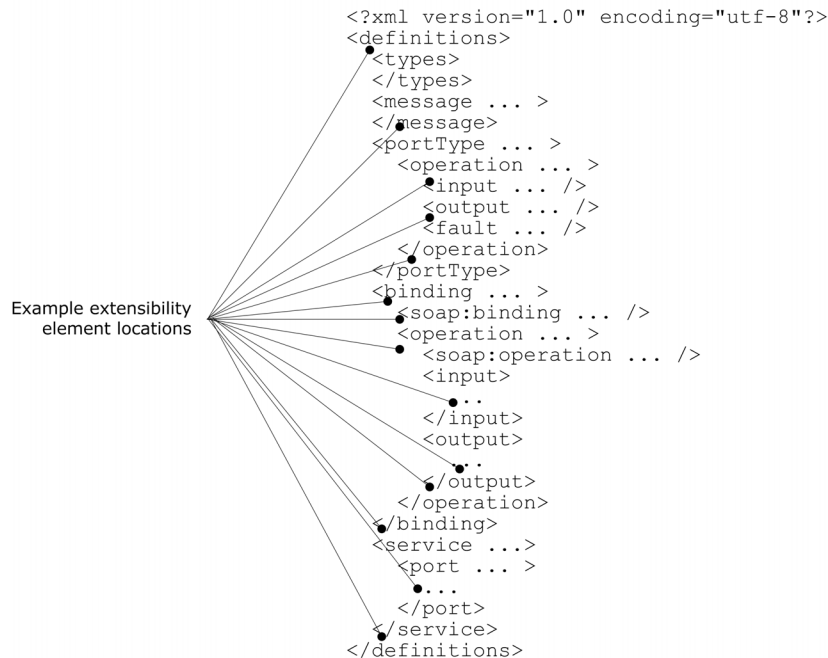 <?xml version="1.0" encoding="utf-8"?>
<definitions>
<types>
</types>
<message ... >
</message>
<portType ... >
<operation ... >
<input ... />
<output ... />
<fault ... />
</operation>
</portType>
<binding ... >
<soap:binding ... />
<operation ... >
<soap:operation ... />
<input>
...
</input>
<output>
...
</output>
</operation>
</binding>
<service ...>
<port ... >
...
</port>
</service>
</definitions>
Example extensibility
element locations